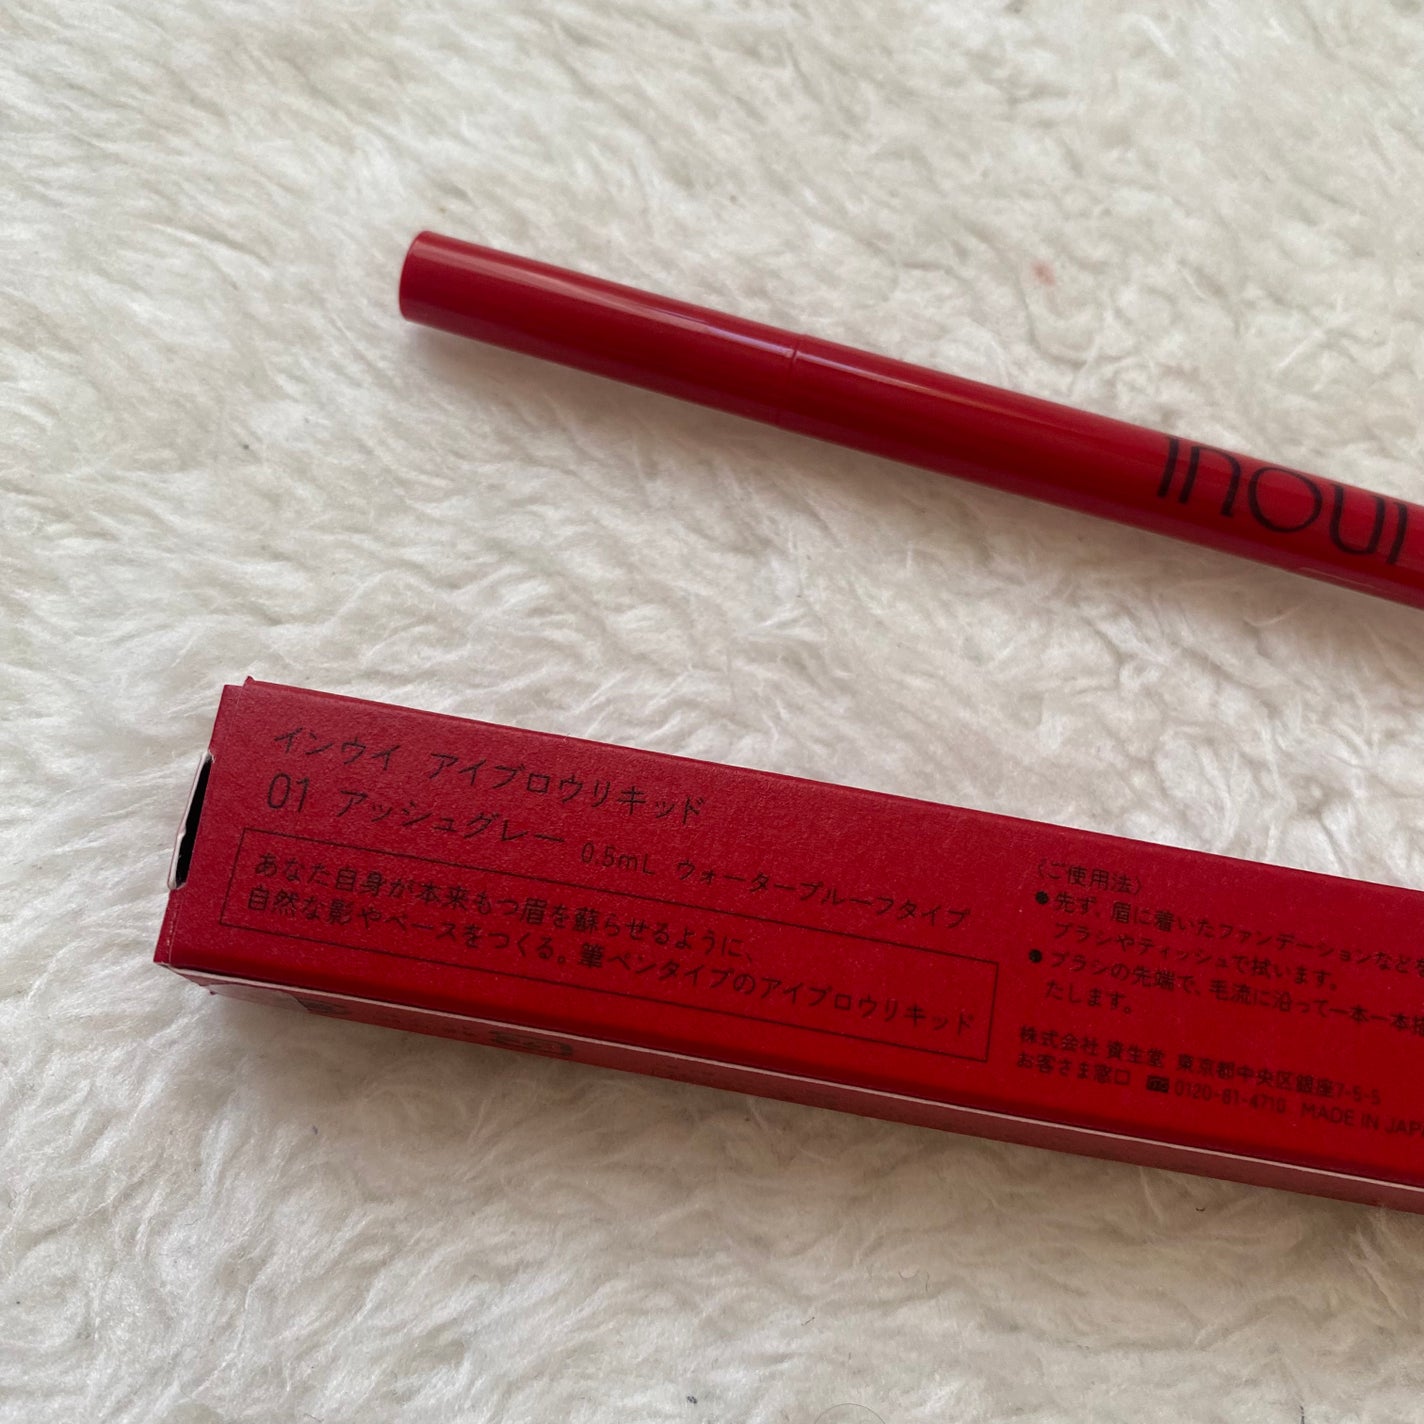 INOUI
インウイ アイブロウリキッド
01 アッシュグレー 0.5mL ウォータープルーフタイプ
あなた自身が本来もつ眉を蘇らせるように、
自然な影やベースをつくる。筆ペンタイプのアイブロウリキッド
〈ご使用法〉
●先ず、眉に着いたファンデーションなどを
ブラシやティッシュで拭います。
●ブラシの先端で、毛流に沿って一本一本
たします。
株式会社 資生堂 東京都中央区銀座7-5-5
お客さま窓口 0120-81-4710 MADE IN JAP